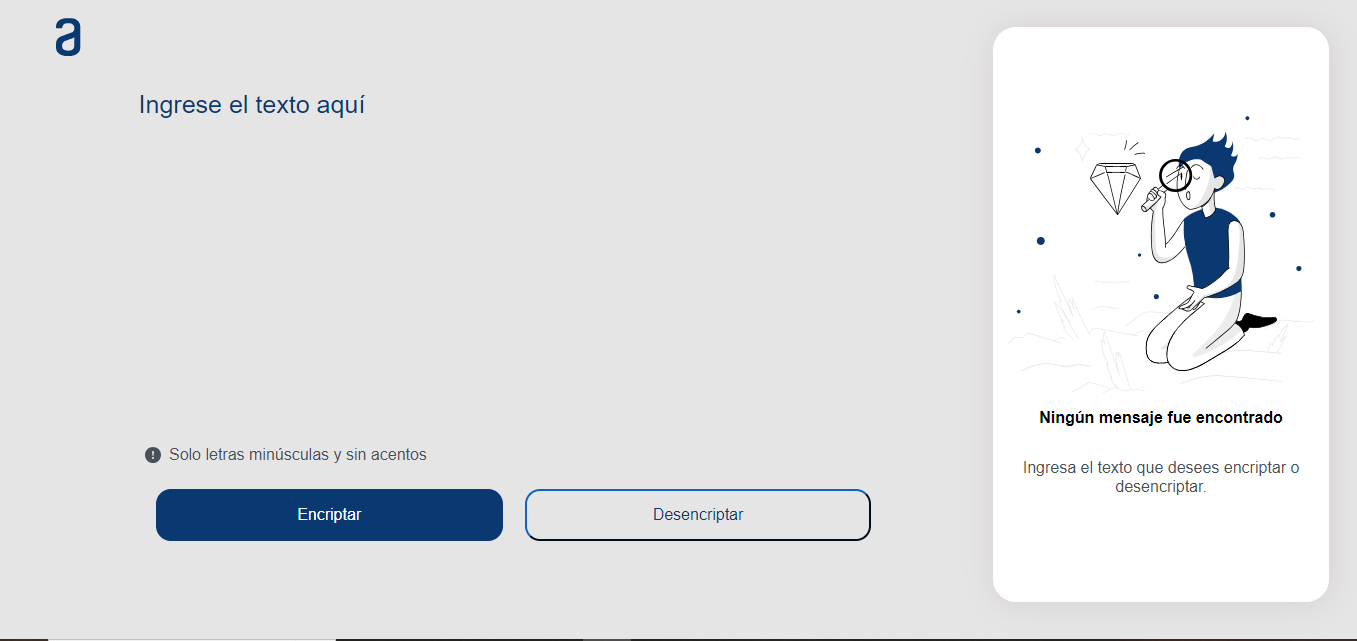 a
Ingrese el texto aquí
Solo letras minúsculas y sin acentos
Encriptar
Desencriptar
Ningún mensaje fue encontrado
Ingresa el texto que desees encriptar o
desencriptar.